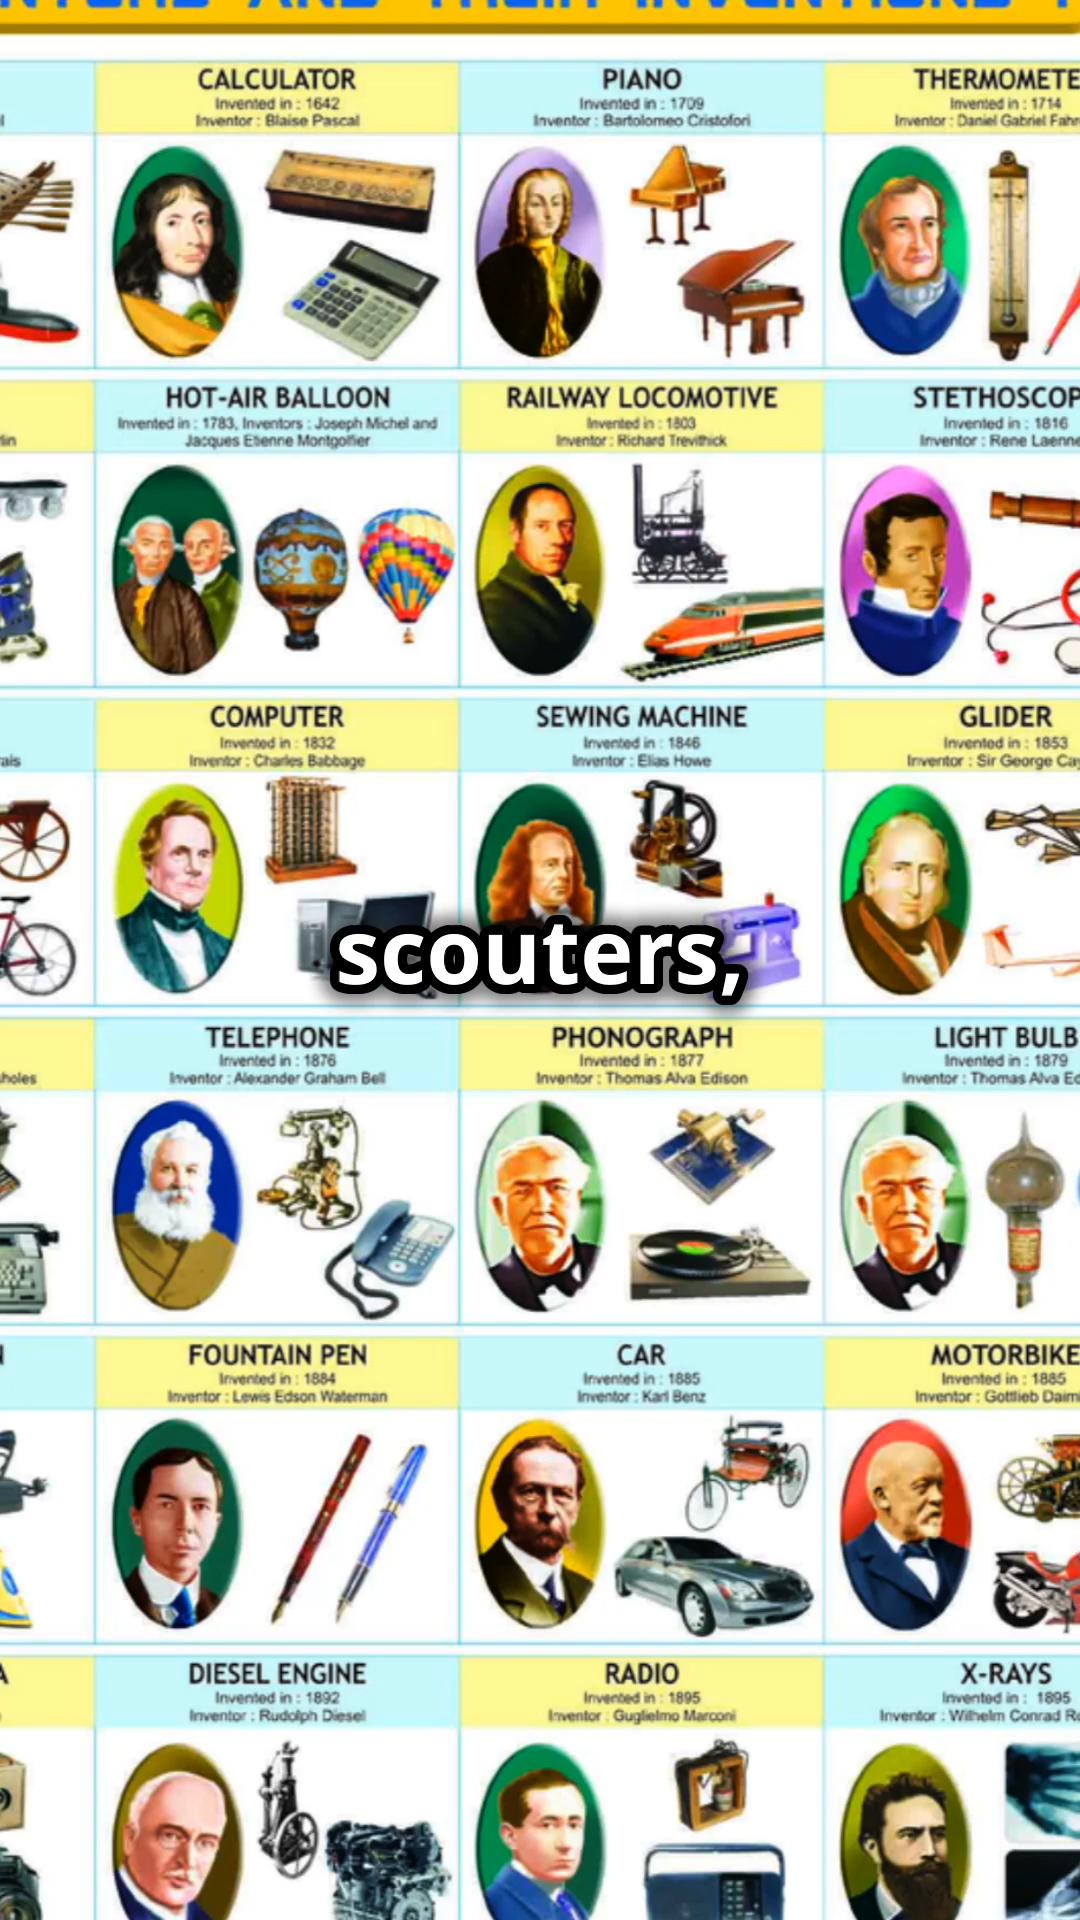 INVENTORS AND THEIR INVENTIONS
CALCULATOR
Invented in : 1642
Inventor : Blaise Pascal
PIANO
Invented in : 1709
Inventor : Bartolomeo Cristofori
THERMOMETE
Invented in : 1714
Inventor : Daniel Gabriel Fahr
HOT-AIR BALLOON
Invented in : 1783, Inventors : Joseph Michel and
Jacques Etienne Montgolfier
RAILWAY LOCOMOTIVE
Invented in : 1803
Inventor : Richard Trevithick
STETHOSCOP
Invented in : 1816
Inventor : Rene Laenne
COMPUTER
Invented in : 1832
Inventor : Charles Babbage
SEWING MACHINE
Invented in : 1846
Inventor : Elias Howe
GLIDER
Invented in : 1853
Inventor : Sir George Cay
scouters,
TELEPHONE
Invented in : 1876
Inventor : Alexander Graham Bell
PHONOGRAPH
Invented in : 1877
Inventor : Thomas Alva Edison
LIGHT BULB
Invented in : 1879
Inventor : Thomas Alva Ed
FOUNTAIN PEN
Invented in : 1884
Inventor : Lewis Edson Waterman
CAR
Invented in : 1885
Inventor : Karl Benz
MOTORBIKE
Invented in : 1885
Inventor : Gottlieb Daim
DIESEL ENGINE
Invented in : 1892
Inventor : Rudolph Diesel
RADIO
Invented in : 1895
Inventor : Guglielmo Marconi
X-RAYS
Invented in : 1895
Inventor : Wilhelm Conrad Ro